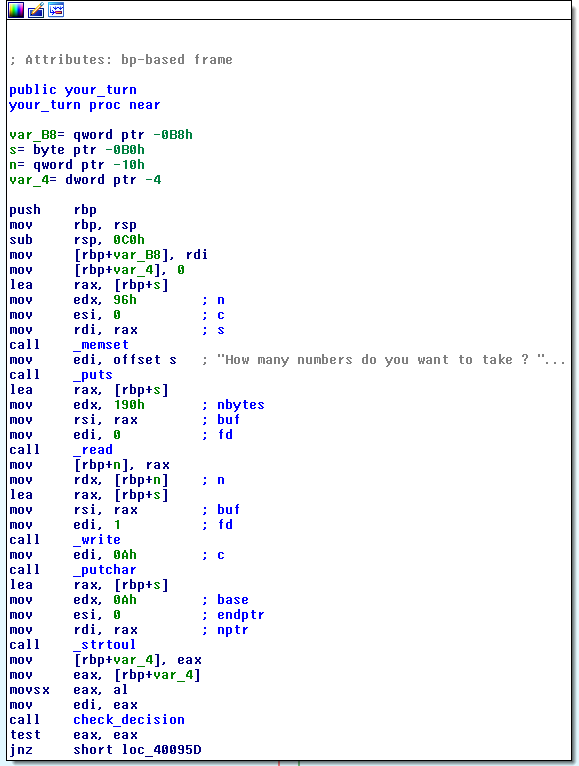 ; Attributes: bp-based frame
public your_turn
your_turn proc near
var_B8= qword ptr -0B8h
s= byte ptr -0B0h
n= qword ptr -10h
var_4= dword ptr -4
push    rbp
mov     rbp, rsp
sub     rsp, 0C0h
mov     [rbp+var_B8], rdi
mov     [rbp+var_4], 0
lea     rax, [rbp+s]
mov     edx, 96h        ; n
mov     esi, 0          ; c
mov     rdi, rax        ; s
call    _memset
mov     edi, offset s   ; "How many numbers do you want to take ? "...
call    _puts
lea     rax, [rbp+s]
mov     edx, 190h       ; nbytes
mov     rsi, rax        ; buf
mov     edi, 0          ; fd
call    _read
mov     [rbp+n], rax
mov     rdx, [rbp+n]    ; n
lea     rax, [rbp+s]
mov     rsi, rax        ; buf
mov     edi, 1          ; fd
call    _write
mov     edi, 0Ah        ; c
call    _putchar
lea     rax, [rbp+s]
mov     edx, 0Ah        ; base
mov     esi, 0          ; endptr
mov     rdi, rax        ; nptr
call    _strtoul
mov     [rbp+var_4], eax
mov     eax, [rbp+var_4]
movsx   eax, al
mov     edi, eax
call    check_decision
test    eax, eax
jnz     short loc_40095D